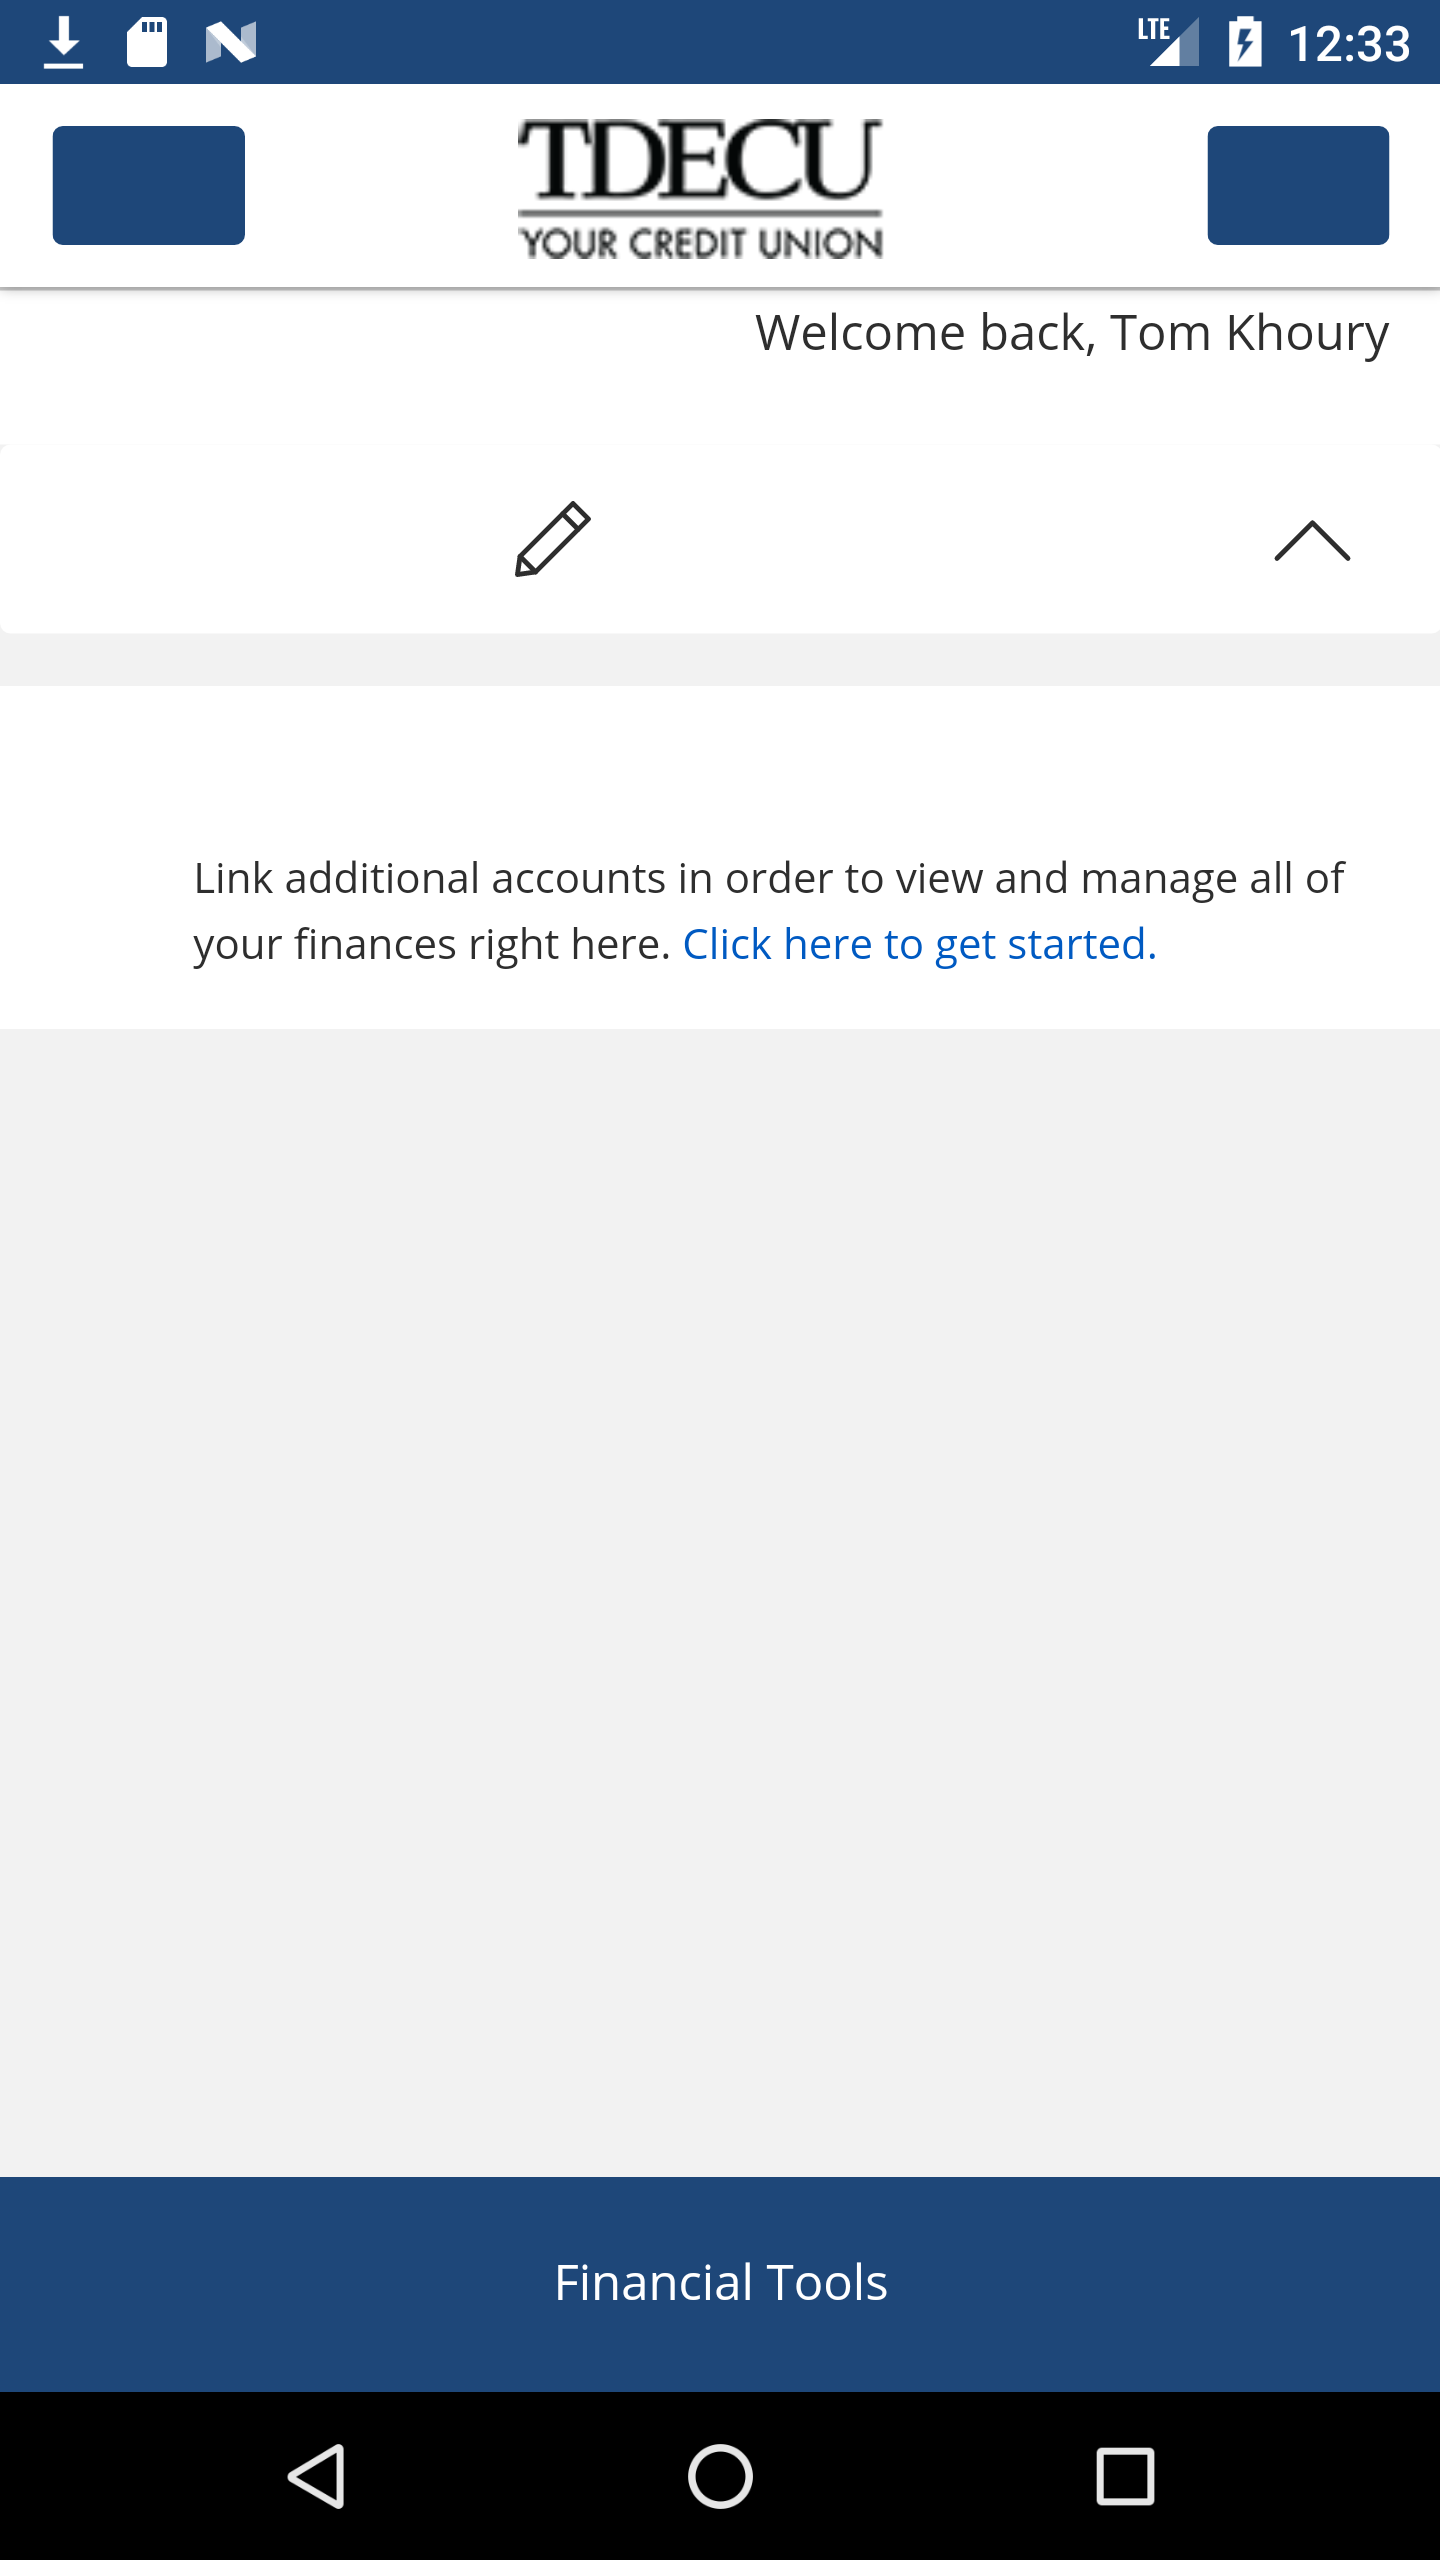 LTE 12:33
TDECU
YOUR CREDIT UNION
Welcome back, Tom Khoury
Link additional accounts in order to view and manage all of
your finances right here. Click here to get started.
Financial Tools